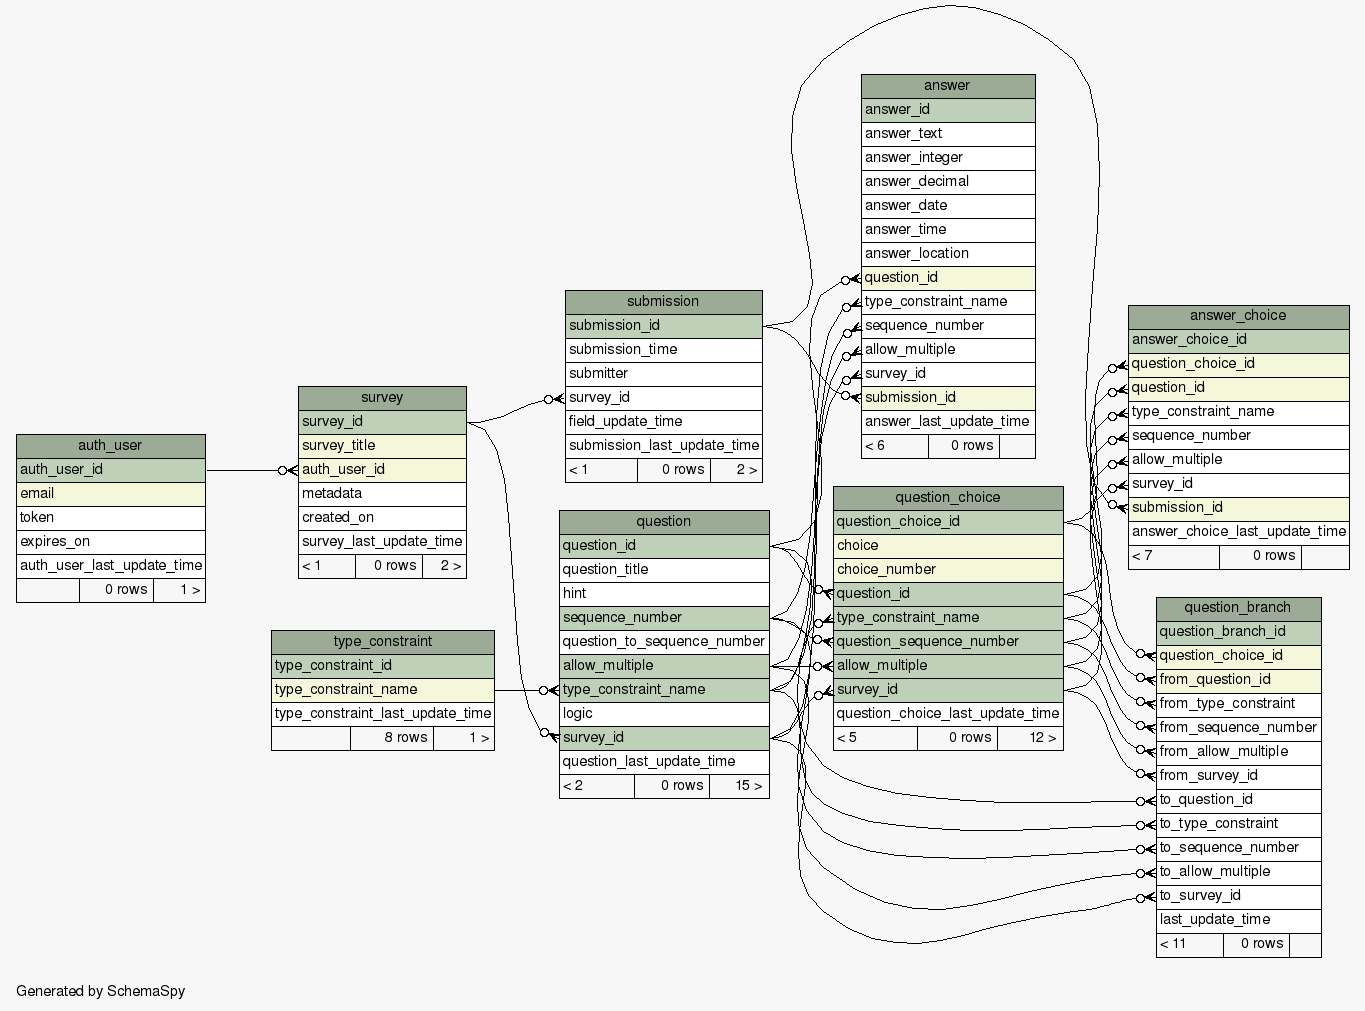 auth_user
auth_user_id
email
token
expires_on
auth_user_last_update_time
0 rows 1 >
survey
survey_id
survey_title
auth_user_id
metadata
created_on
survey_last_update_time
< 1 0 rows 2 >
type_constraint
type_constraint_id
type_constraint_name
type_constraint_last_update_time
8 rows 1 >
submission
submission_id
submission_time
submitter
survey_id
field_update_time
submission_last_update_time
< 1 0 rows 2 >
question
question_id
question_title
hint
sequence_number
question_to_sequence_number
allow_multiple
type_constraint_name
logic
survey_id
question_last_update_time
< 2 0 rows 15 >
answer
answer_id
answer_text
answer_integer
answer_decimal
answer_date
answer_time
answer_location
question_id
type_constraint_name
sequence_number
allow_multiple
survey_id
submission_id
answer_last_update_time
< 6 0 rows
question_choice
question_choice_id
choice
choice_number
question_id
type_constraint_name
question_sequence_number
allow_multiple
survey_id
question_choice_last_update_time
< 5 0 rows 12 >
answer_choice
answer_choice_id
question_choice_id
question_id
type_constraint_name
sequence_number
allow_multiple
survey_id
submission_id
answer_choice_last_update_time
< 7 0 rows
question_branch
question_branch_id
question_choice_id
from_question_id
from_type_constraint
from_sequence_number
from_allow_multiple
from_survey_id
to_question_id
to_type_constraint
to_sequence_number
to_allow_multiple
to_survey_id
last_update_time
< 11 0 rows
Generated by SchemaSpy